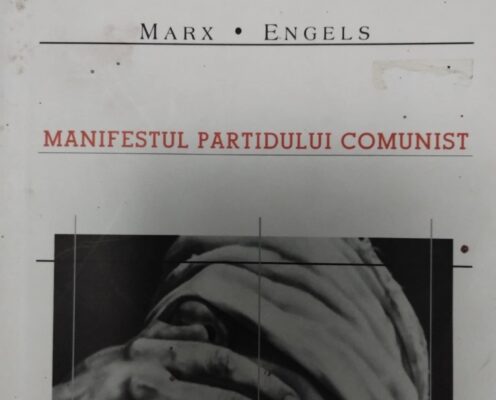 MARX • ENGELS
MANIFESTUL PARTIDULUI COMUNIST